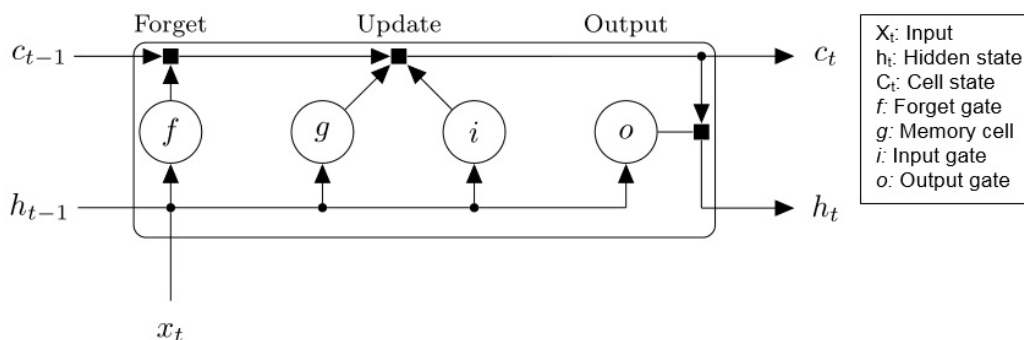 Forget Update Output
c_{t−1} c_t
f g i o
h_{t−1} h_t
x_t
X_t: Input
h_t: Hidden state
C_t: Cell state
f: Forget gate
g: Memory cell
i: Input gate
o: Output gate